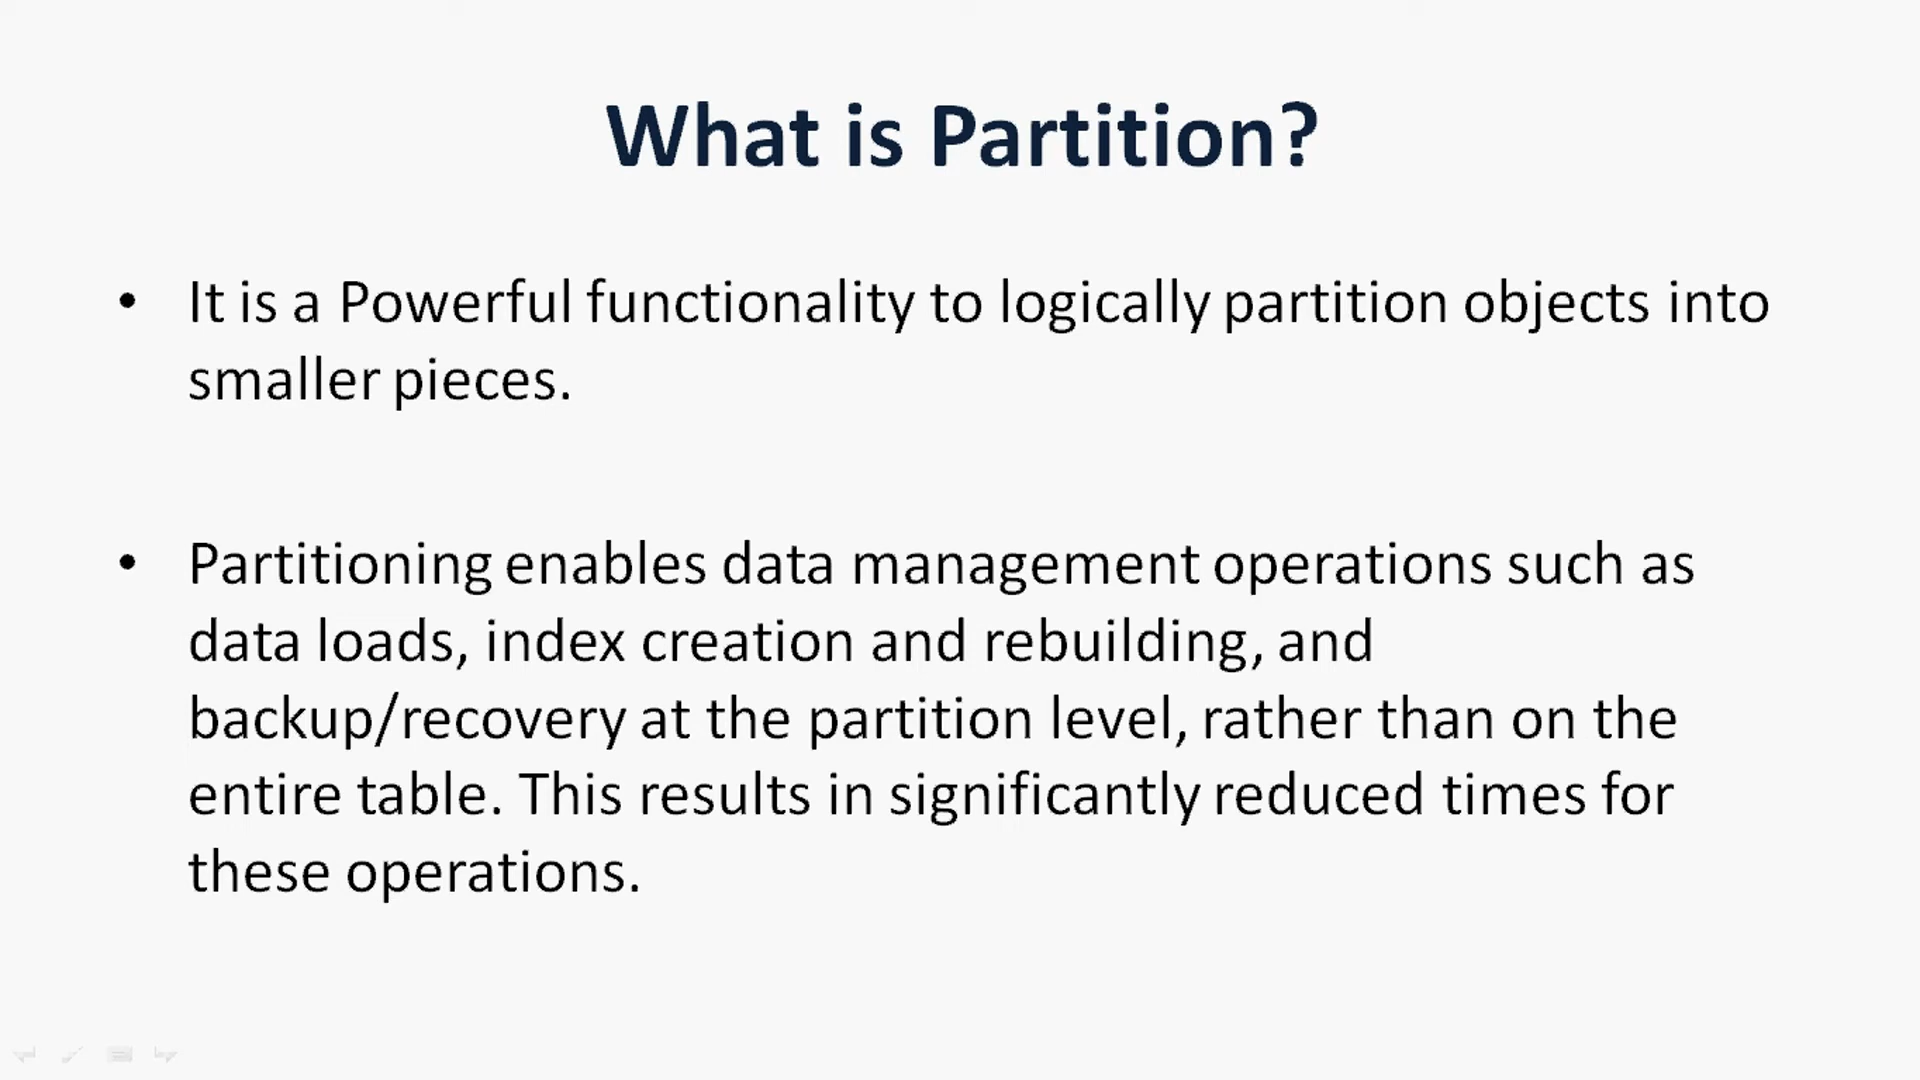 What is Partition?
• It is a Powerful functionality to logically partition objects into
smaller pieces.
• Partitioning enables data management operations such as
data loads, index creation and rebuilding, and
backup/recovery at the partition level, rather than on the
entire table. This results in significantly reduced times for
these operations.